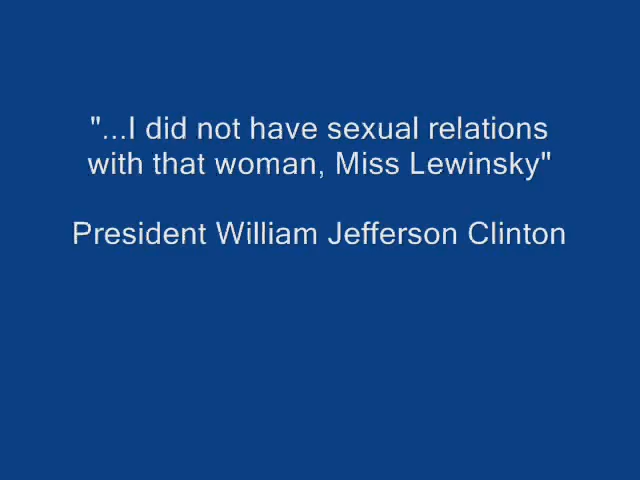 "...I did not have sexual relations
with that woman, Miss Lewinsky"
President William Jefferson Clinton